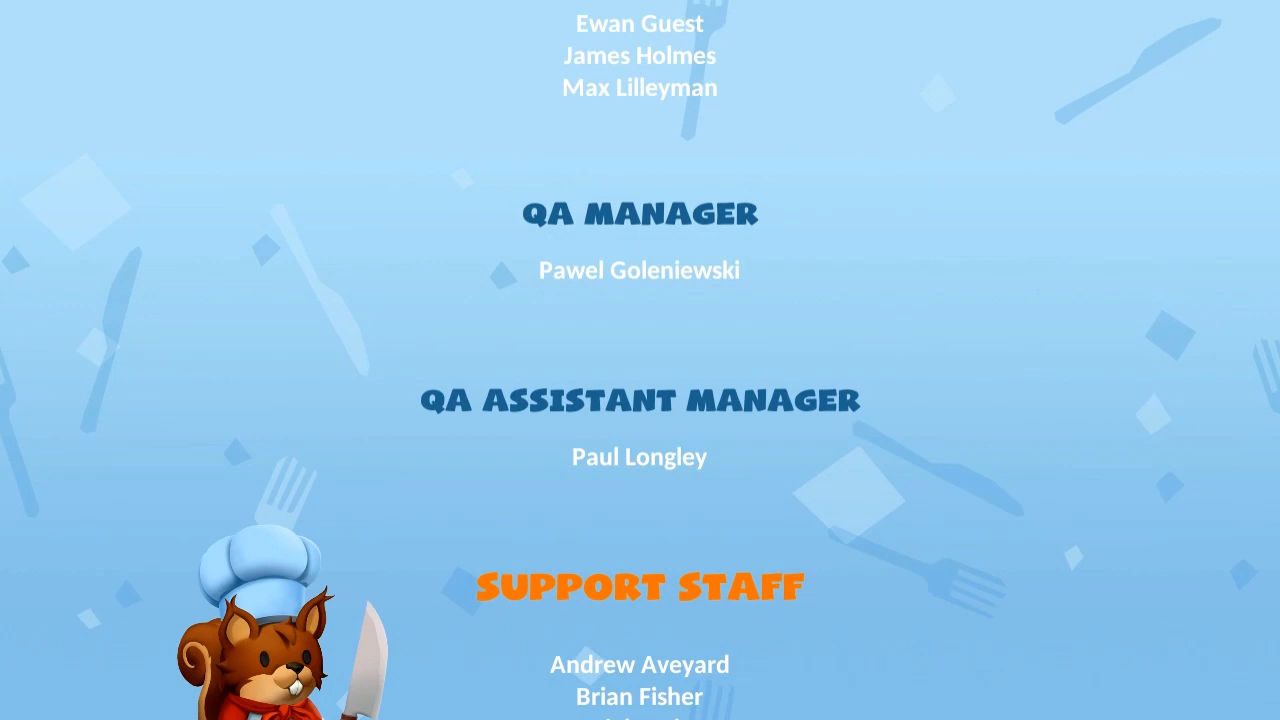 Ewan Guest
James Holmes
Max Lilleyman
QA MANAGER
Pawel Goleniewski
QA ASSISTANT MANAGER
Paul Longley
SUPPORT STAFF
Andrew Aveyard
Brian Fisher